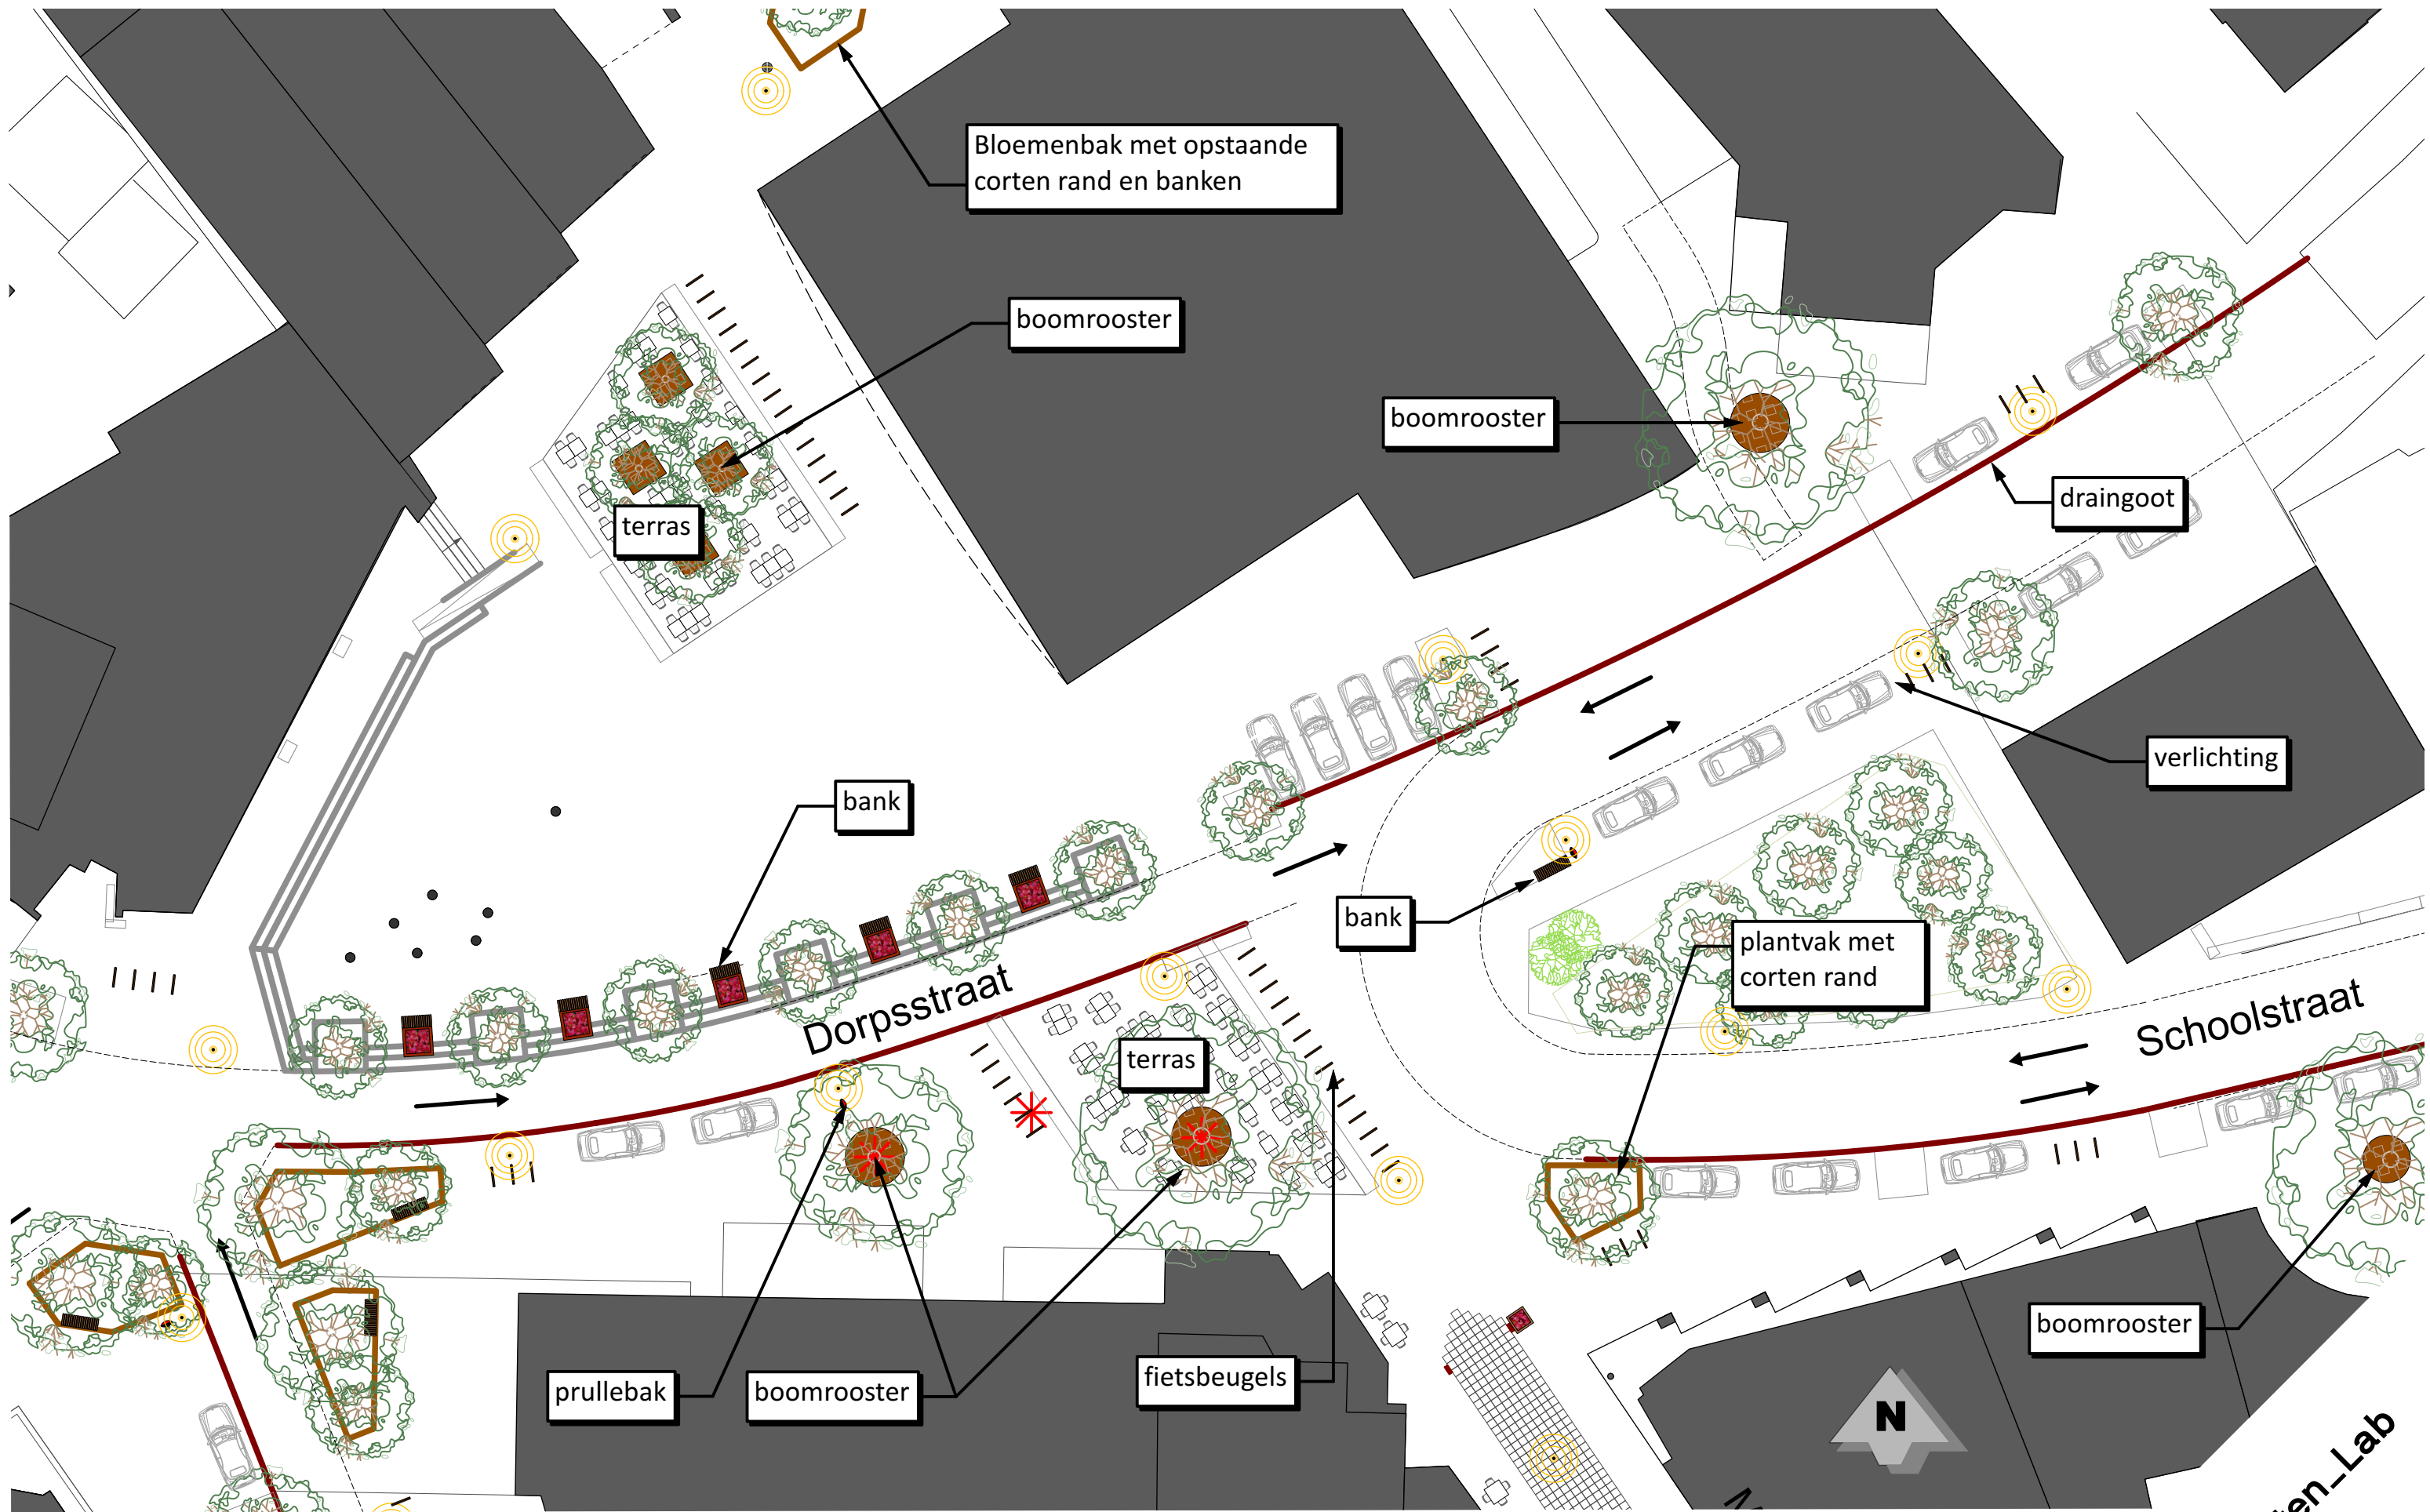 Bloemenbak met opstaande
corten rand en banken
boomrooster
boomrooster
draingoot
terras
verlichting
bank
bank
plantvak met
corten rand
Dorpsstraat
Schoolstraat
terras
boomrooster
prullebak
boomrooster
fietsbeugels
N
ten_Lab